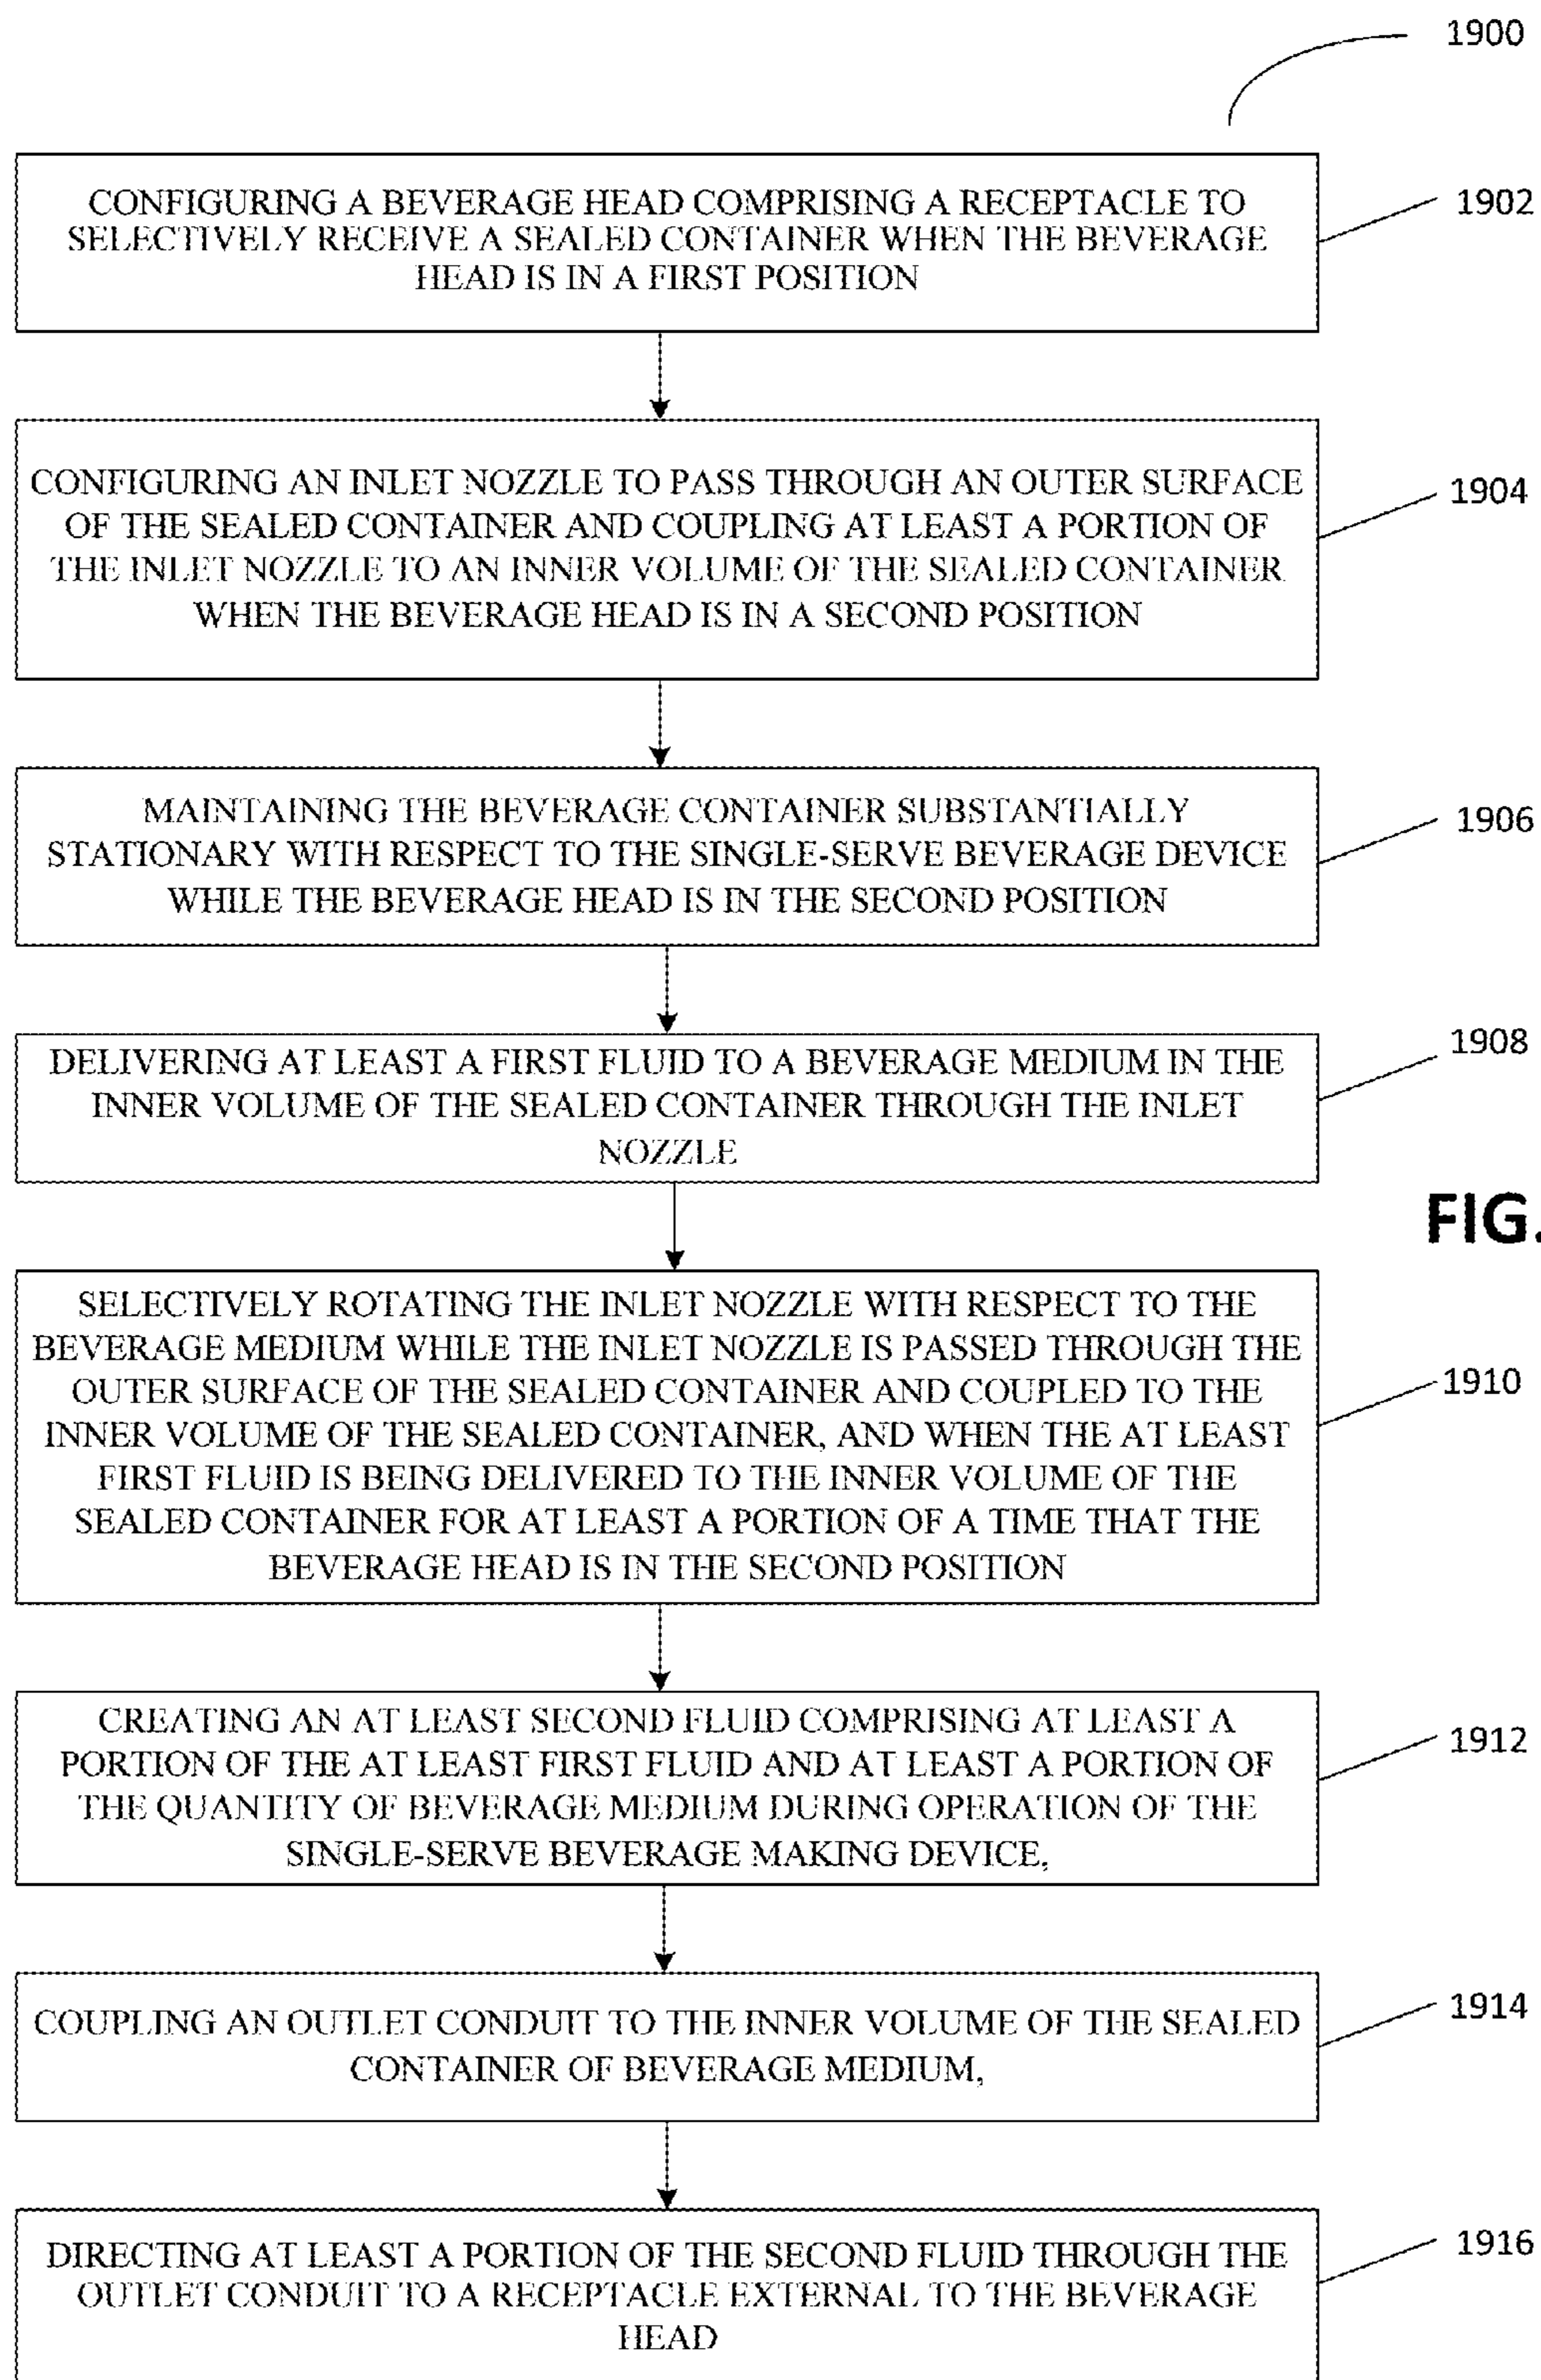 1900
CONFIGURING A BEVERAGE HEAD COMPRISING A RECEPTACLE TO
SELECTIVELY RECEIVE A SEALED CONTAINER WHEN THE BEVERAGE
HEAD IS IN A FIRST POSITION
1902
CONFIGURING AN INLET NOZZLE TO PASS THROUGH AN OUTER SURFACE
OF THE SEALED CONTAINER AND COUPLING AT LEAST A PORTION OF
THE INLET NOZZLE TO AN INNER VOLUME OF THE SEALED CONTAINER
WHEN THE BEVERAGE HEAD IS IN A SECOND POSITION
1904
MAINTAINING THE BEVERAGE CONTAINER SUBSTANTIALLY
STATIONARY WITH RESPECT TO THE SINGLE-SERVE BEVERAGE DEVICE
WHILE THE BEVERAGE HEAD IS IN THE SECOND POSITION
1906
DELIVERING AT LEAST A FIRST FLUID TO A BEVERAGE MEDIUM IN THE
INNER VOLUME OF THE SEALED CONTAINER THROUGH THE INLET
NOZZLE
1908
FIG.
SELECTIVELY ROTATING THE INLET NOZZLE WITH RESPECT TO THE
BEVERAGE MEDIUM WHILE THE INLET NOZZLE IS PASSED THROUGH THE
OUTER SURFACE OF THE SEALED CONTAINER AND COUPLED TO THE
INNER VOLUME OF THE SEALED CONTAINER, AND WHEN THE AT LEAST
FIRST FLUID IS BEING DELIVERED TO THE INNER VOLUME OF THE
SEALED CONTAINER FOR AT LEAST A PORTION OF A TIME THAT THE
BEVERAGE HEAD IS IN THE SECOND POSITION
1910
CREATING AN AT LEAST SECOND FLUID COMPRISING AT LEAST A
PORTION OF THE AT LEAST FIRST FLUID AND AT LEAST A PORTION OF
THE QUANTITY OF BEVERAGE MEDIUM DURING OPERATION OF THE
SINGLE-SERVE BEVERAGE MAKING DEVICE,
1912
COUPLING AN OUTLET CONDUIT TO THE INNER VOLUME OF THE SEALED
CONTAINER OF BEVERAGE MEDIUM,
1914
DIRECTING AT LEAST A PORTION OF THE SECOND FLUID THROUGH THE
OUTLET CONDUIT TO A RECEPTACLE EXTERNAL TO THE BEVERAGE
HEAD
1916